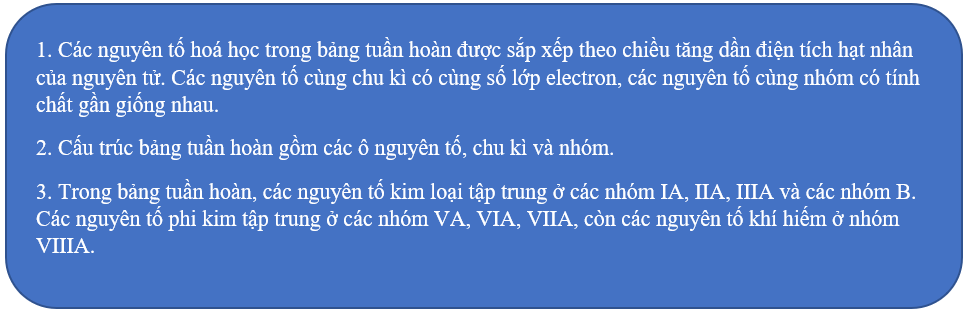 1. Các nguyên tố hoá học trong bảng tuần hoàn được sắp xếp theo chiều tăng dần điện tích hạt nhân
của nguyên tử. Các nguyên tố cùng chu kì có cùng số lớp electron, các nguyên tố cùng nhóm có tính
chất gần giống nhau.
2. Cấu trúc bảng tuần hoàn gồm các ô nguyên tố, chu kì và nhóm.
3. Trong bảng tuần hoàn, các nguyên tố kim loại tập trung ở các nhóm IA, IIA, IIIA và các nhóm B.
Các nguyên tố phi kim tập trung ở các nhóm VA, VIA, VIIA, còn các nguyên tố khí hiếm ở nhóm
VIIIA.